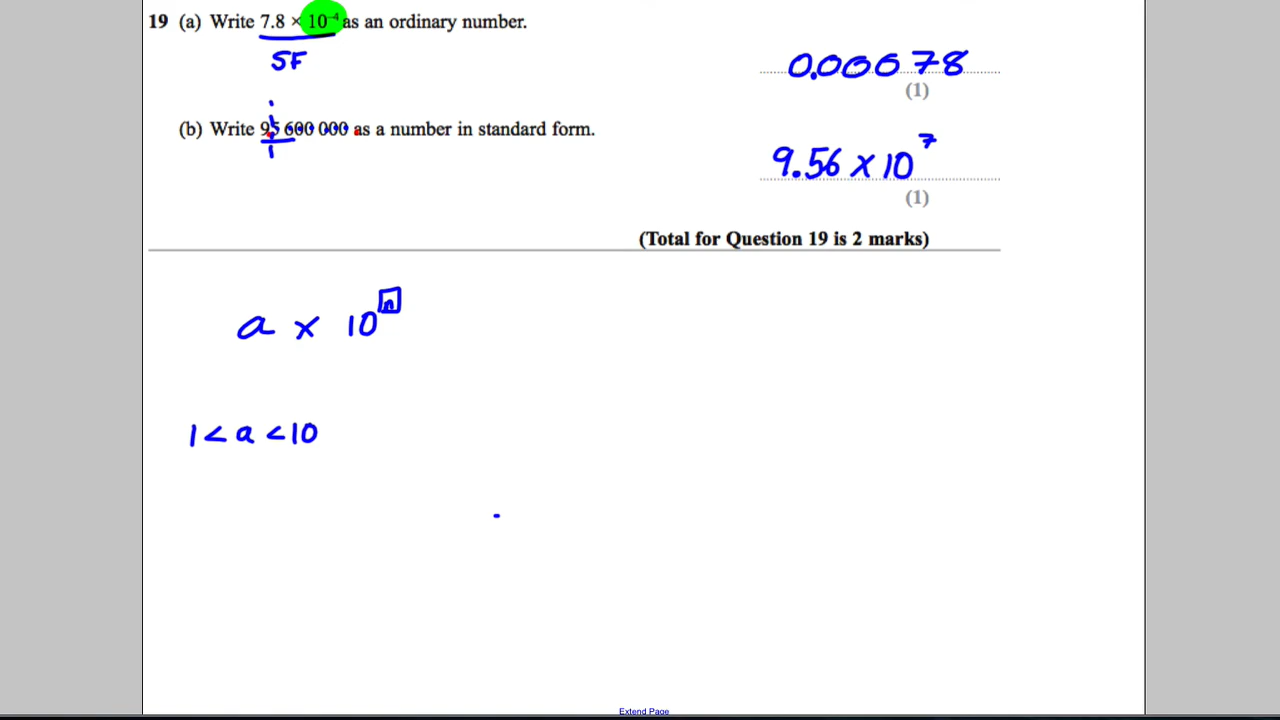 19 (a) Write 7.8 × 10⁻⁴ as an ordinary number.
SF
0.00078
(1)
(b) Write 95 600 000 as a number in standard form.
9.56 × 10⁷
(1)
(Total for Question 19 is 2 marks)
a × 10ⁿ
1 < a < 10
Extend Page